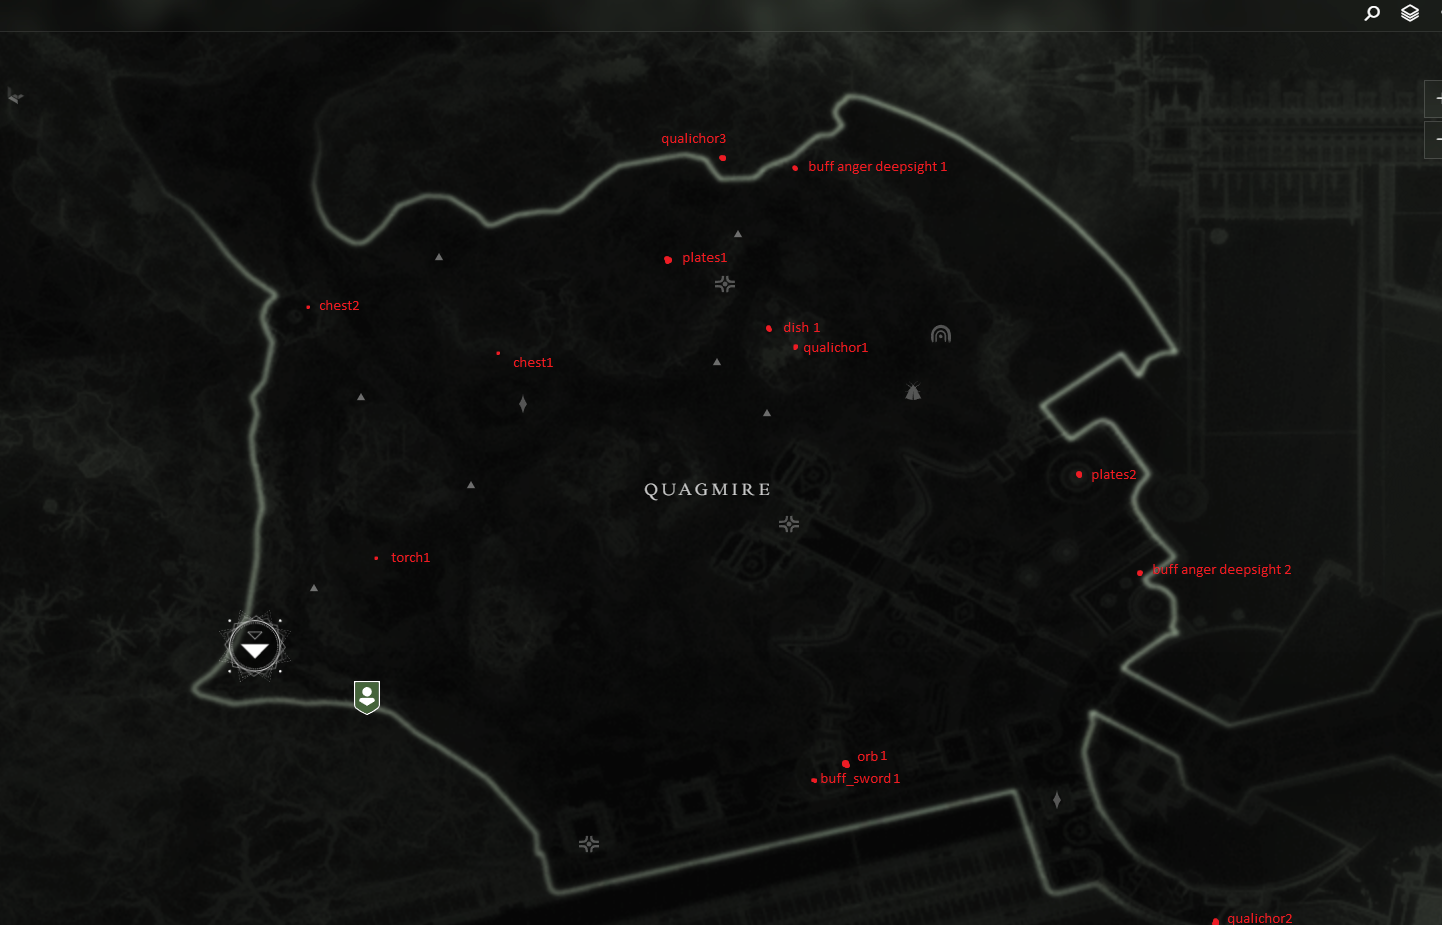 qualichor3
buff anger deepsight 1
plates1
chest2
dish 1
qualichor1
chest1
plates2
QUAGMIRE
torch1
buff anger deepsight 2
orb 1
buff_sword 1
qualichor2